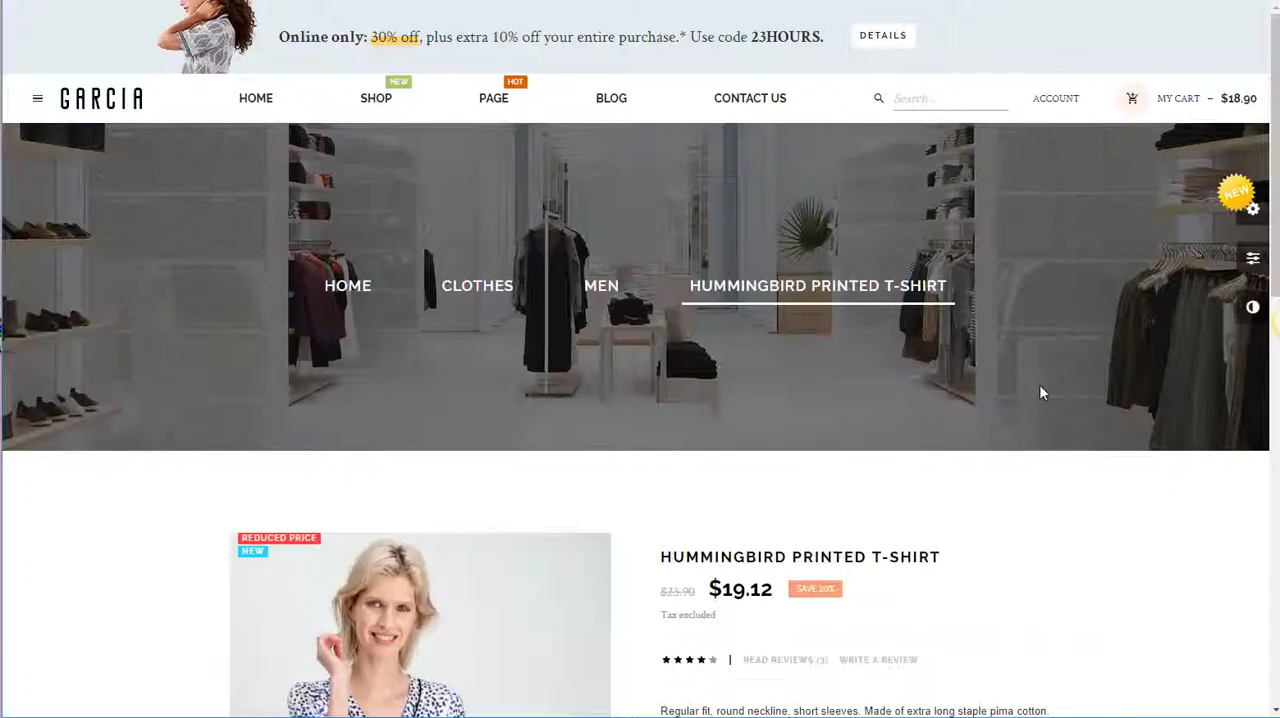 Online only: 30% off, plus extra 10% off your entire purchase.* Use code 23HOURS.
DETAILS
GARCIA
HOME
NEW
SHOP
HOT
PAGE
BLOG
CONTACT US
Search...
ACCOUNT
MY CART – $18.90
NEW
HOME
CLOTHES
MEN
HUMMINGBIRD PRINTED T-SHIRT
REDUCED PRICE
NEW
HUMMINGBIRD PRINTED T-SHIRT
$23.90 $19.12 SAVE 20%
Tax excluded
READ REVIEWS (3) WRITE A REVIEW
Regular fit, round neckline, short sleeves. Made of extra long staple pima cotton.